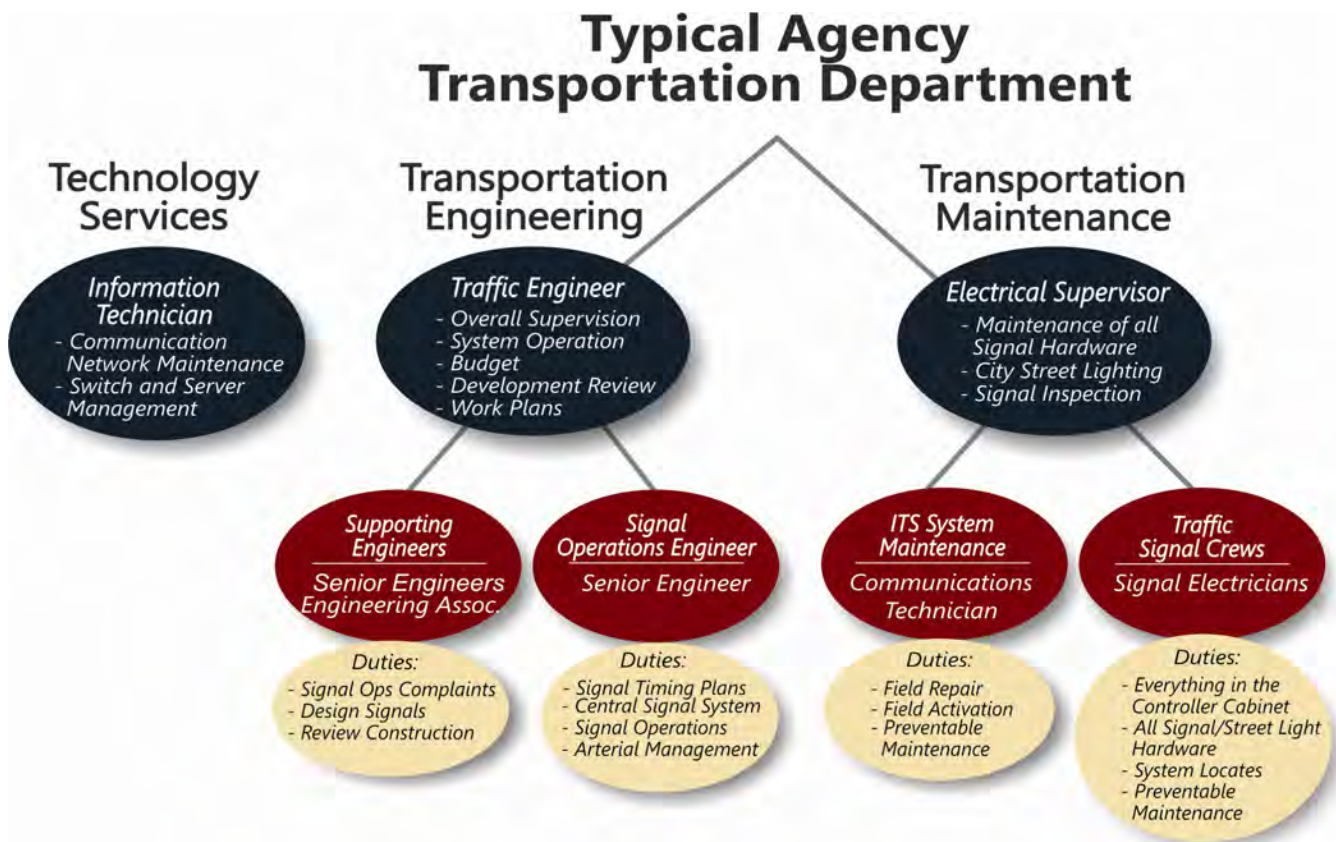 Typical Agency
Transportation Department
Technology
Services
Information
Technician
- Communication
Network Maintenance
- Switch and Server
Management
Transportation
Engineering
Traffic Engineer
- Overall Supervision
- System Operation
- Budget
- Development Review
- Work Plans
Transportation
Maintenance
Electrical Supervisor
- Maintenance of all
Signal Hardware
- City Street Lighting
- Signal Inspection
Supporting
Engineers
Senior Engineers
Engineering Assoc.
Duties:
- Signal Ops Complaints
- Design Signals
- Review Construction
Signal
Operations Engineer
Senior Engineer
Duties:
- Signal Timing Plans
- Central Signal System
- Signal Operations
- Arterial Management
ITS System
Maintenance
Communications
Technician
Duties:
- Field Repair
- Field Activation
- Preventable
Maintenance
Traffic
Signal Crews
Signal Electricians
Duties:
- Everything in the
Controller Cabinet
- All Signal/Street Light
Hardware
- System Locates
- Preventable
Maintenance